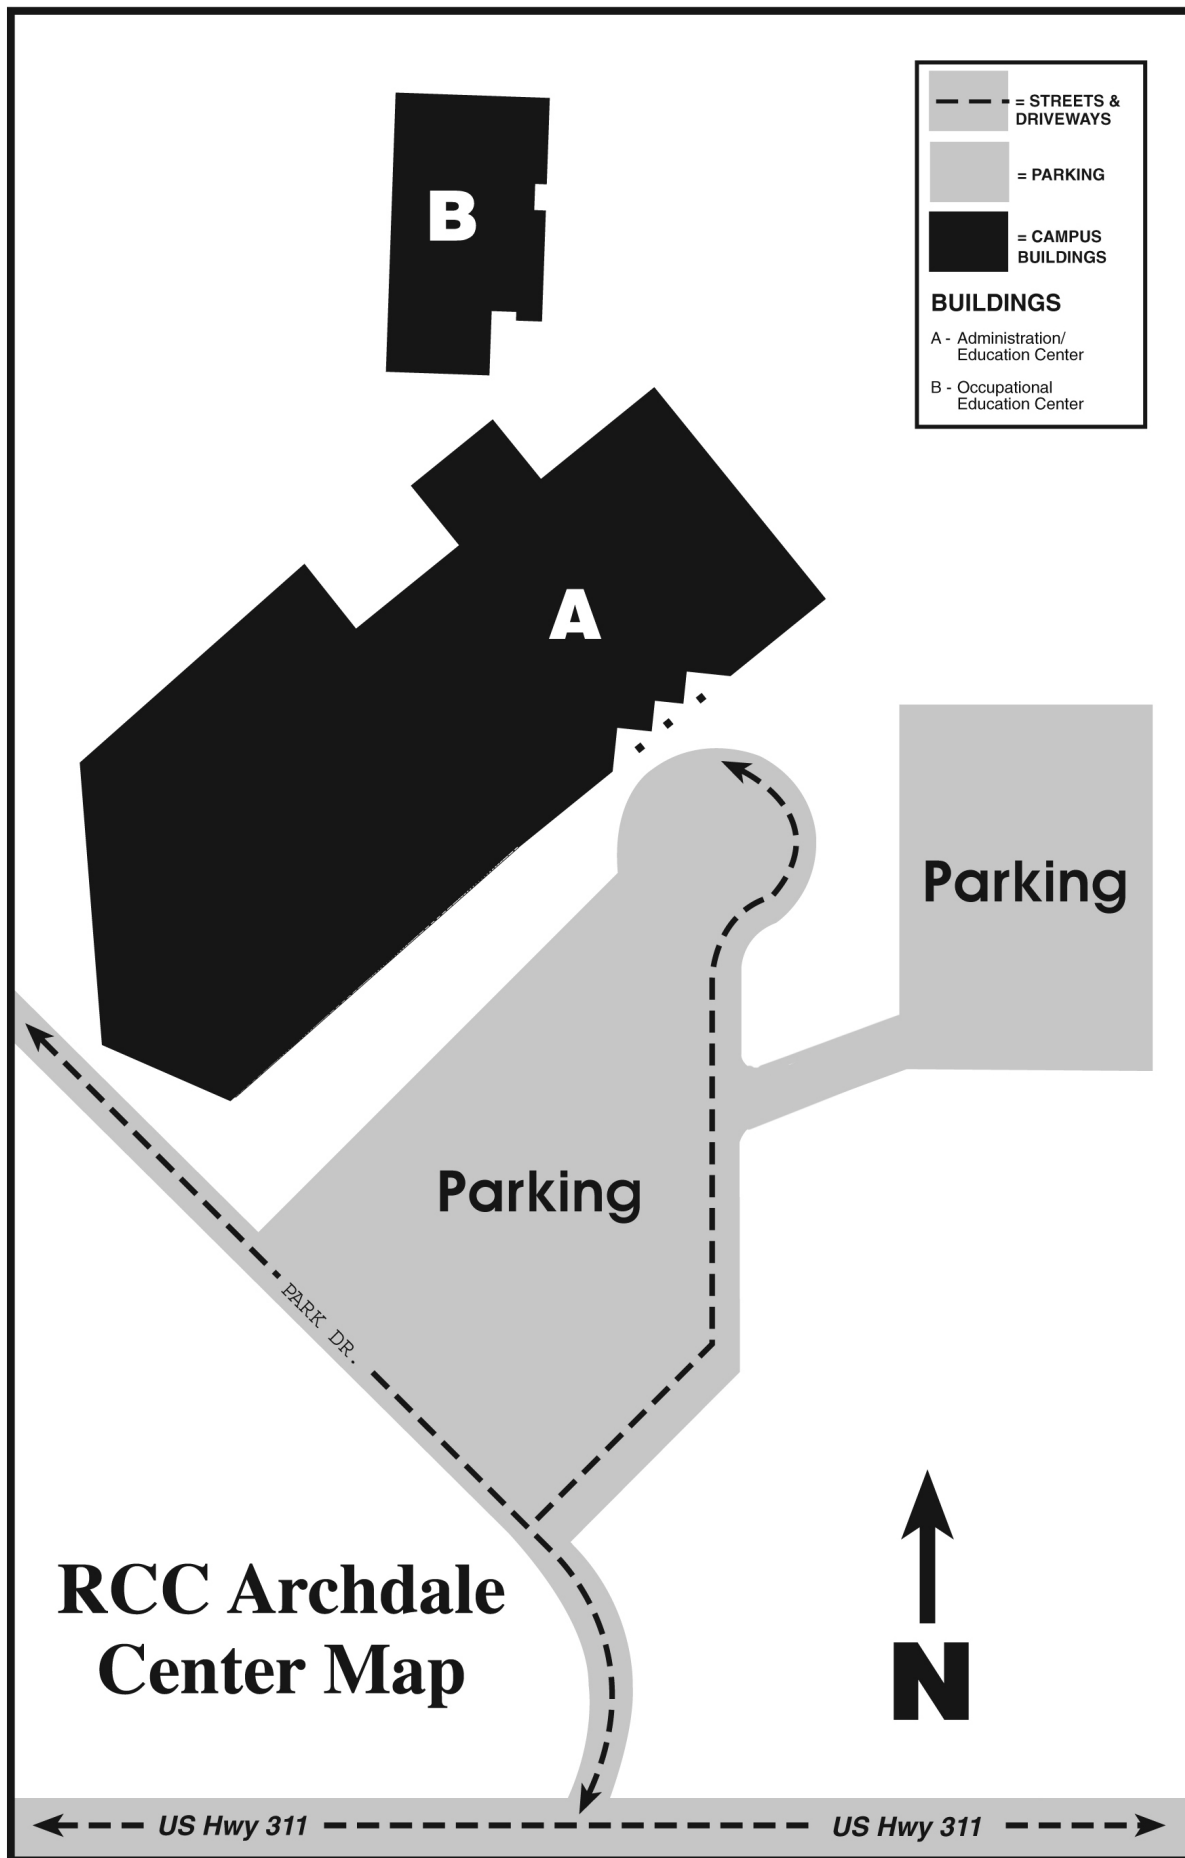 B
= STREETS &
DRIVEWAYS
= PARKING
= CAMPUS
BUILDINGS
BUILDINGS
A - Administration/
Education Center
B - Occupational
Education Center
A
Parking
Parking
PARK DR.
RCC Archdale
Center Map
N
US Hwy 311
US Hwy 311